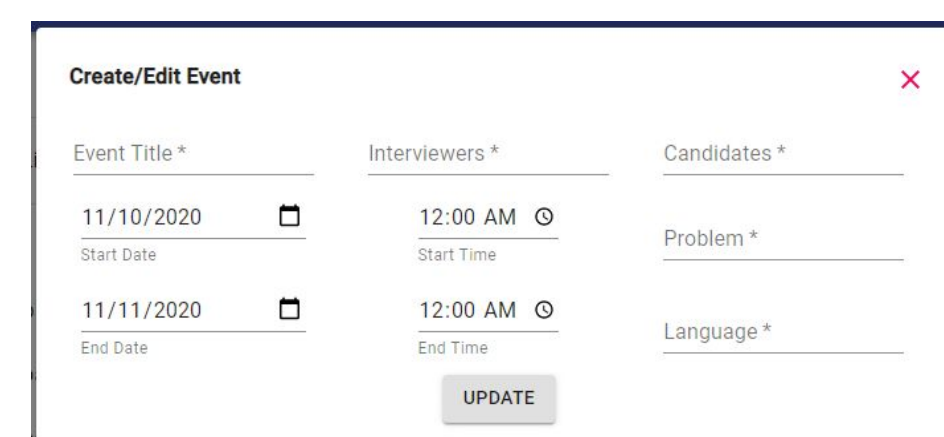 Create/Edit Event
Event Title *
Interviewers *
Candidates *
11/10/2020
12:00 AM
Start Date
Start Time
Problem *
11/11/2020
12:00 AM
End Date
End Time
Language *
UPDATE